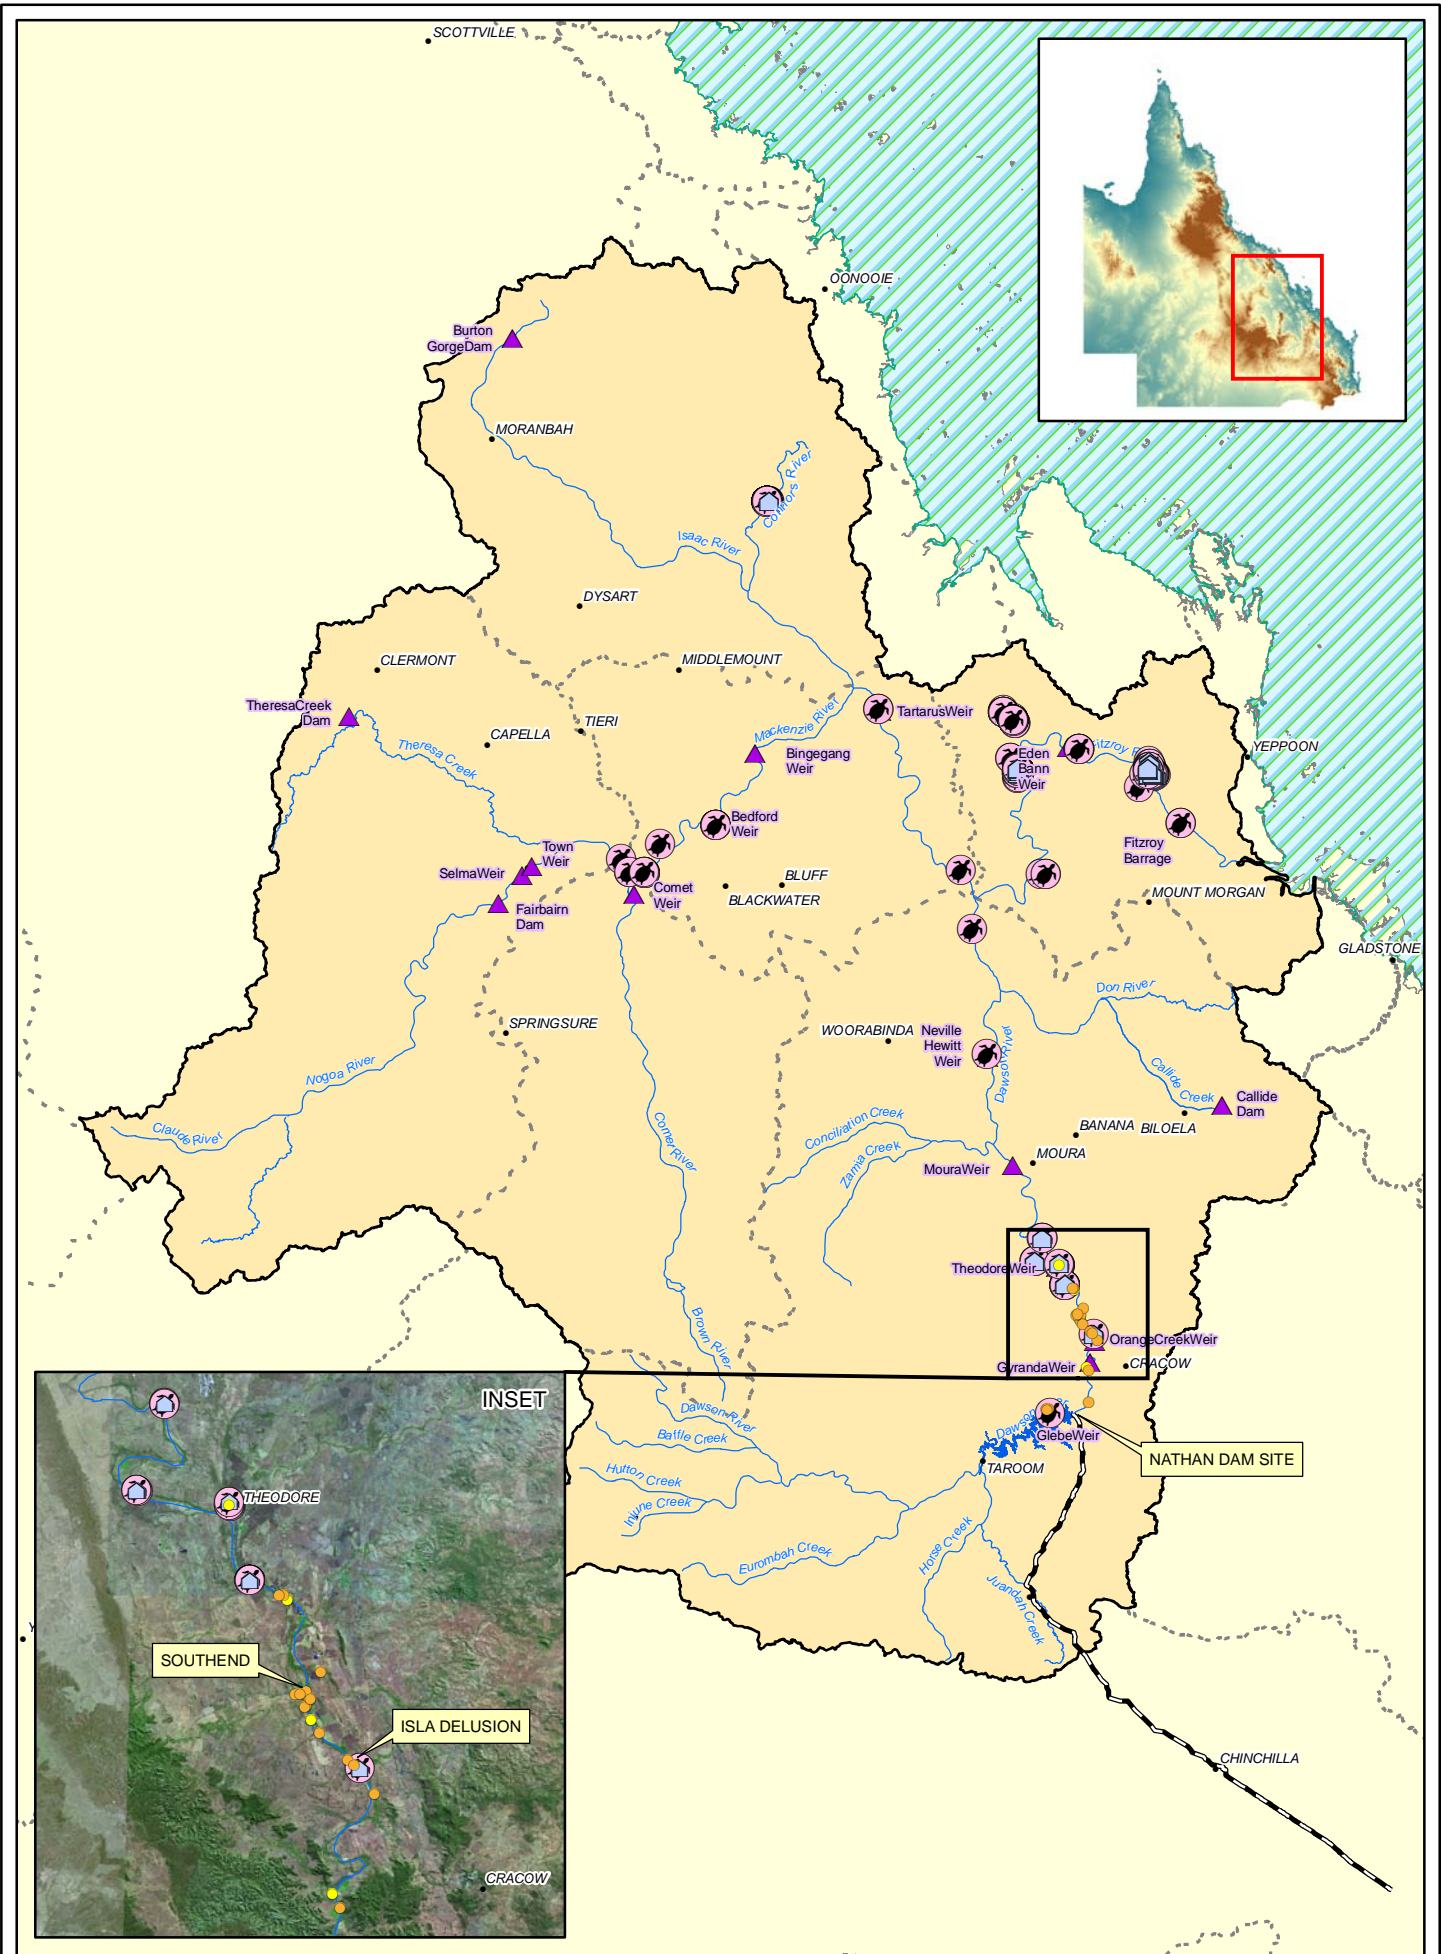 SCOTTVILLE
OONOOIE
Burton
GorgeDam
MORANBAH
Connors River
Isaac River
DYSART
CLERMONT
MIDDLEMOUNT
TheresaCreek
Dam
TIERI
CAPELLA
Theresa Creek
Mackenzie River
TartarusWeir
Bingegang
Weir
Eden
Bann
Weir
YEPPOON
Bedford
Weir
Fitzroy
Barrage
Town
Weir
SelmaWeir
Fairbairn
Dam
Comet
Weir
BLUFF
BLACKWATER
MOUNT MORGAN
GLADSTONE
Don River
SPRINGSURE
WOORABINDA
Neville
Hewitt
Weir
Dawson River
Nogoa River
Callide Creek
Callide
Dam
Claude River
Comer River
Conciliation Creek
Zamia Creek
BANANA
BILOELA
MOURA
MouraWeir
TheodoreWeir
Brown River
OrangeCreekWeir
GyrandaWeir
CRACOW
Dawson River
Baffle Creek
GlebeWeir
NATHAN DAM SITE
TAROOM
Hutton Creek
Injune Creek
Eurombah Creek
Horse Creek
Juandah Creek
CHINCHILLA
INSET
THEODORE
SOUTHEND
ISLA DELUSION
CRACOW